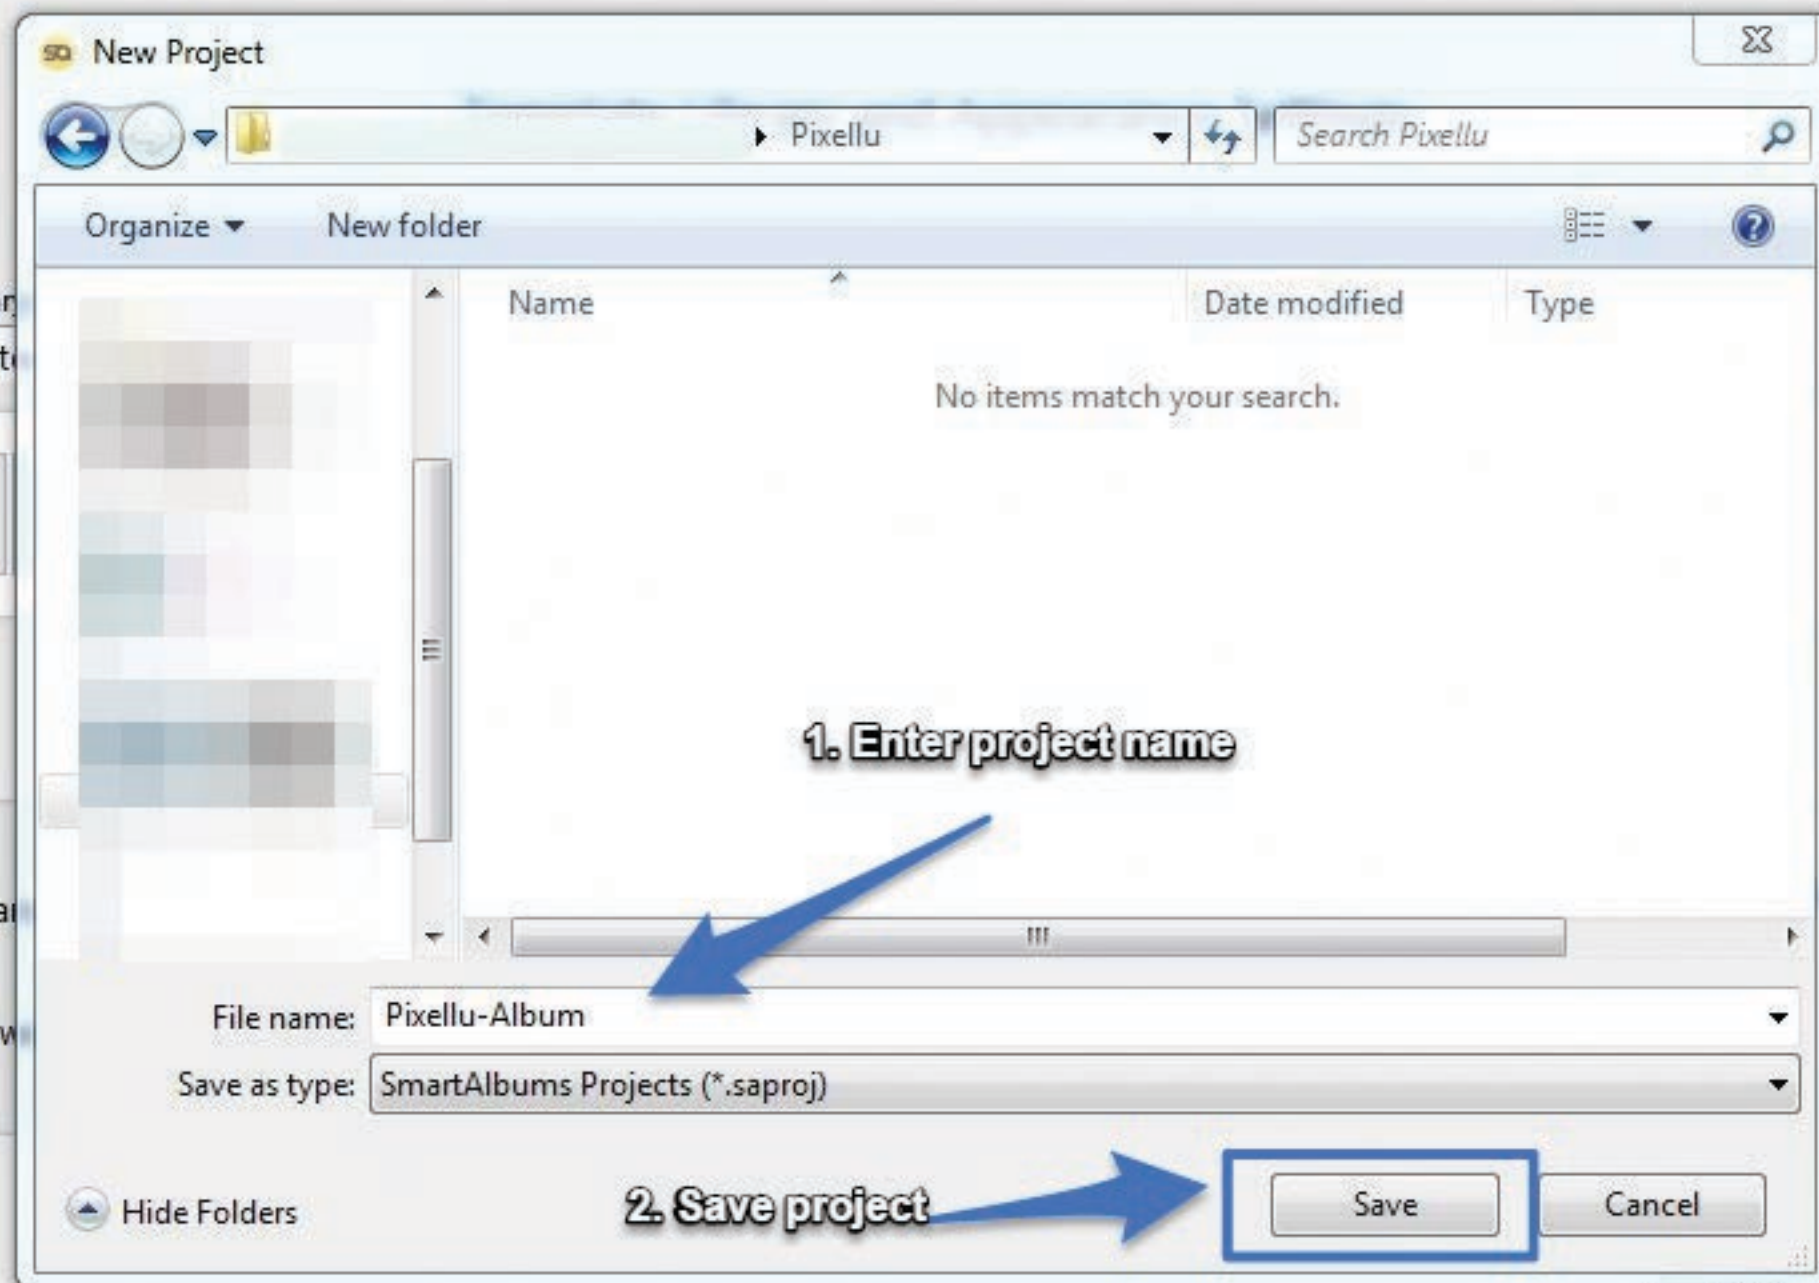 sa New Project
Pixellu
Search Pixellu
Organize New folder
Name Date modified Type
No items match your search.
1. Enter project name
File name: Pixellu-Album
Save as type: SmartAlbums Projects (*.saproj)
Hide Folders
2. Save project
Save Cancel